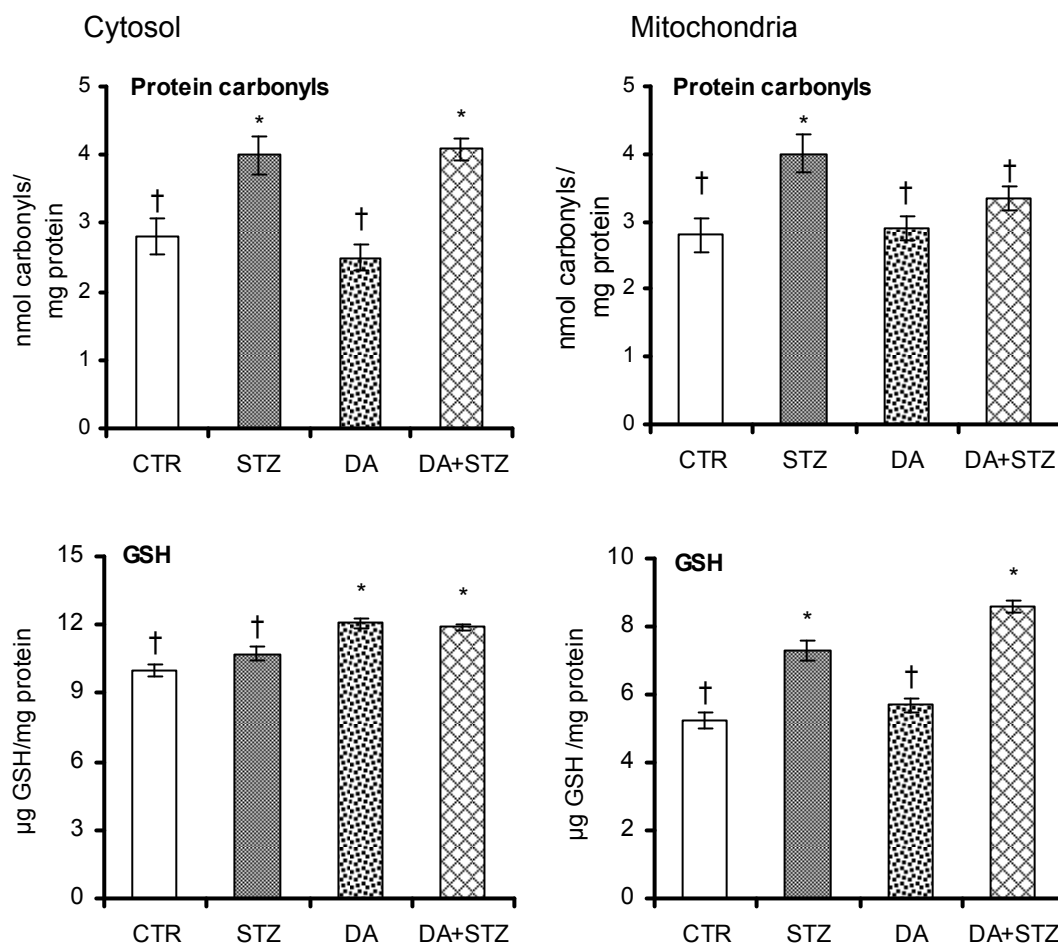 Cytosol
Mitochondria
Protein carbonyls
nmol carbonyls/
mg protein
5
4
3
2
1
0
†
*
†
*
CTR STZ DA DA+STZ
Protein carbonyls
nmol carbonyls/
mg protein
5
4
3
2
1
0
†
*
†
†
CTR STZ DA DA+STZ
GSH
µg GSH/mg protein
15
12
9
6
3
0
†
†
*
*
CTR STZ DA DA+STZ
GSH
µg GSH /mg protein
10
8
6
4
2
0
†
*
†
*
CTR STZ DA DA+STZ